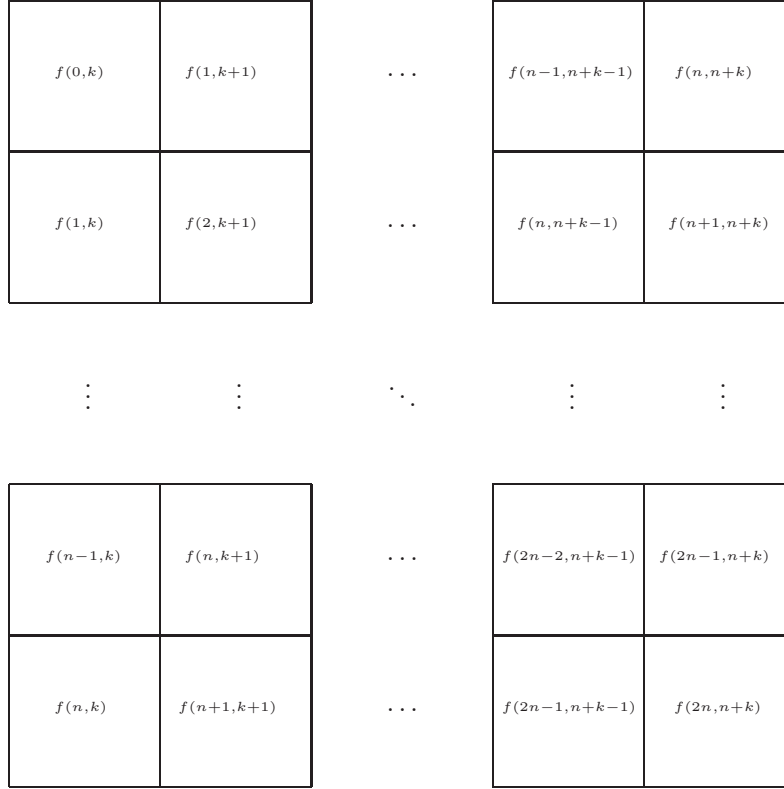 f(0,k) f(1,k+1) ... f(n−1,n+k−1) f(n,n+k)
f(1,k) f(2,k+1) ... f(n,n+k−1) f(n+1,n+k)
⋮ ⋮ ⋱ ⋮ ⋮
f(n−1,k) f(n,k+1) ... f(2n−2,n+k−1) f(2n−1,n+k)
f(n,k) f(n+1,k+1) ... f(2n−1,n+k−1) f(2n,n+k)